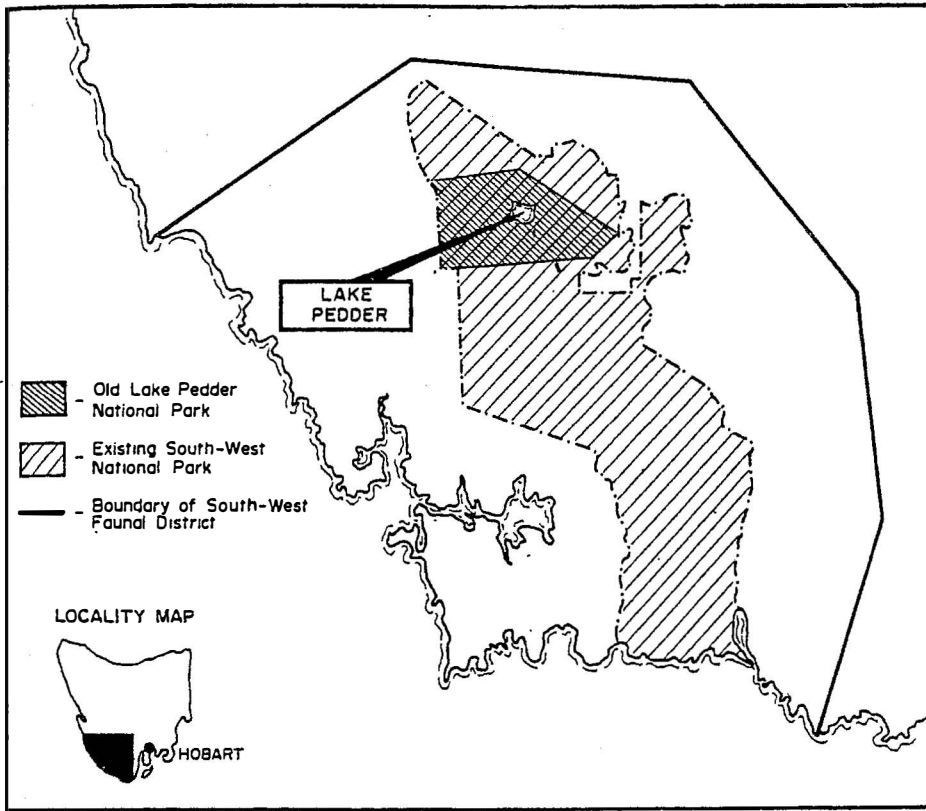 LAKE
PEDDER
- Old Lake Pedder
National Park
- Existing South-West
National Park
- Boundary of South-West
Faunal District
LOCALITY MAP
HOBART